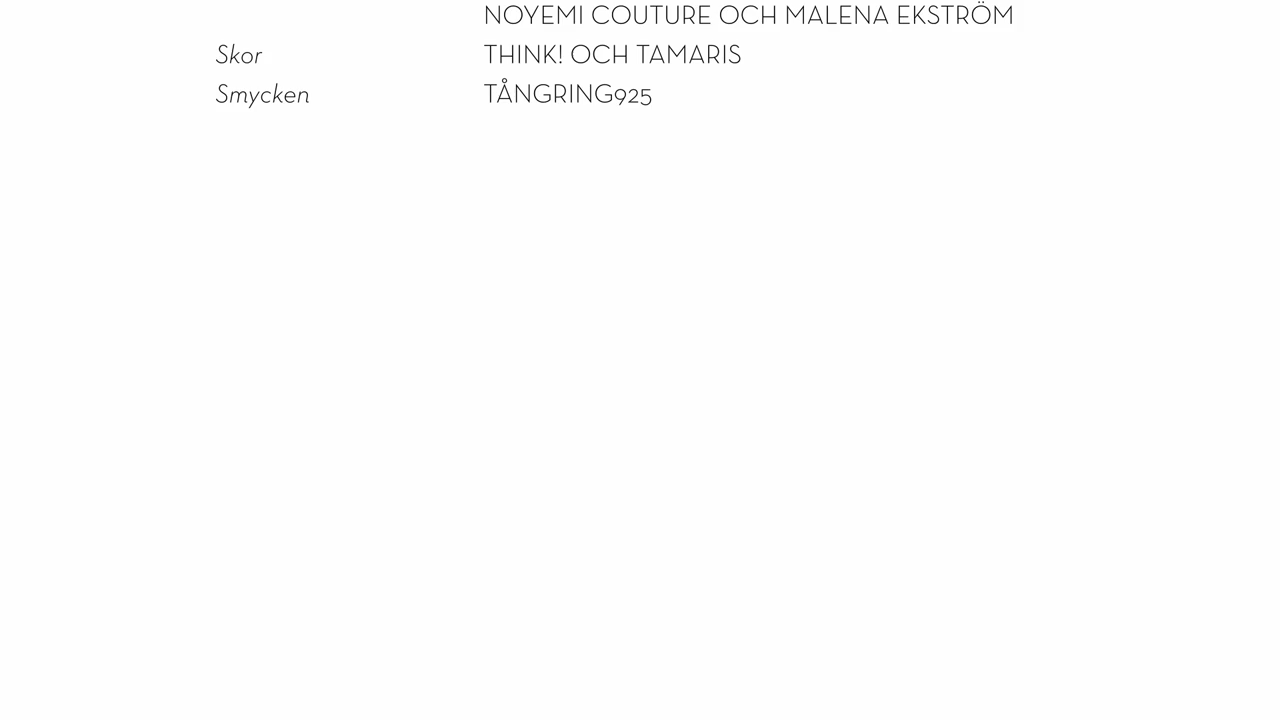 NOYEMI COUTURE OCH MALENA EKSTRÖM
Skor THINK! OCH TAMARIS
Smycken TÅNGRING925